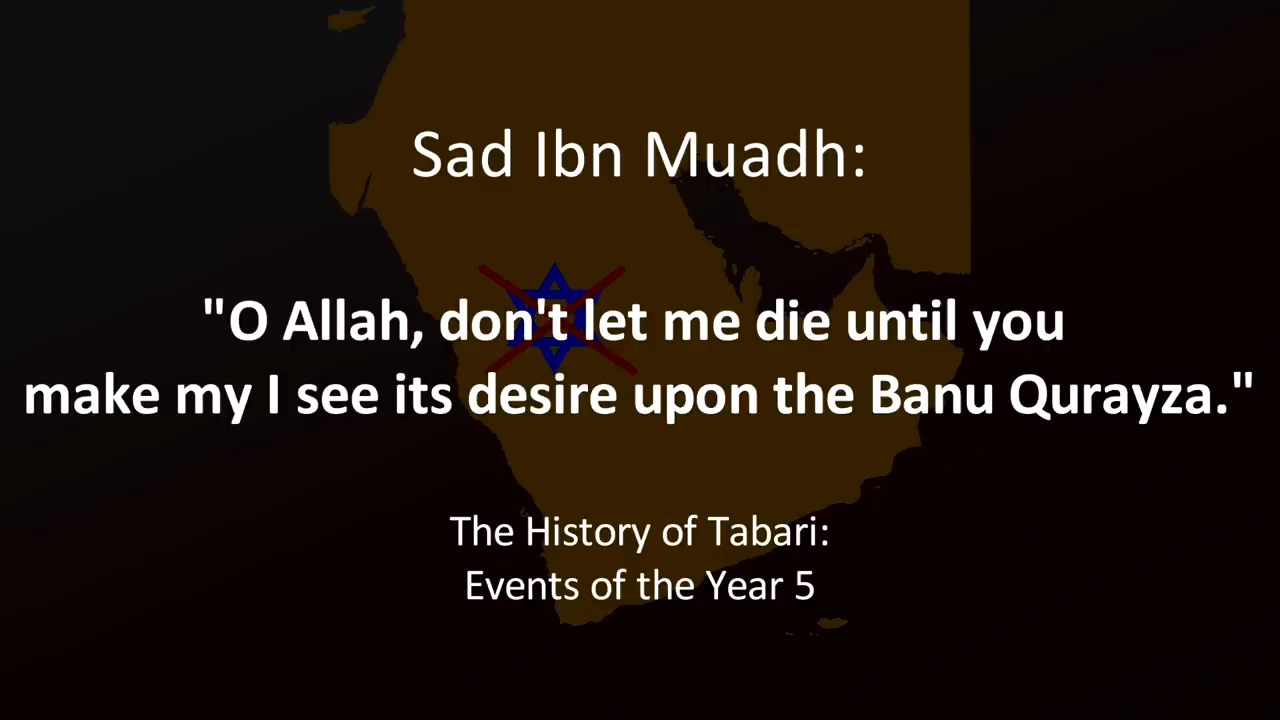 Sad Ibn Muadh:
"O Allah, don't let me die until you
make my I see its desire upon the Banu Qurayza."
The History of Tabari:
Events of the Year 5